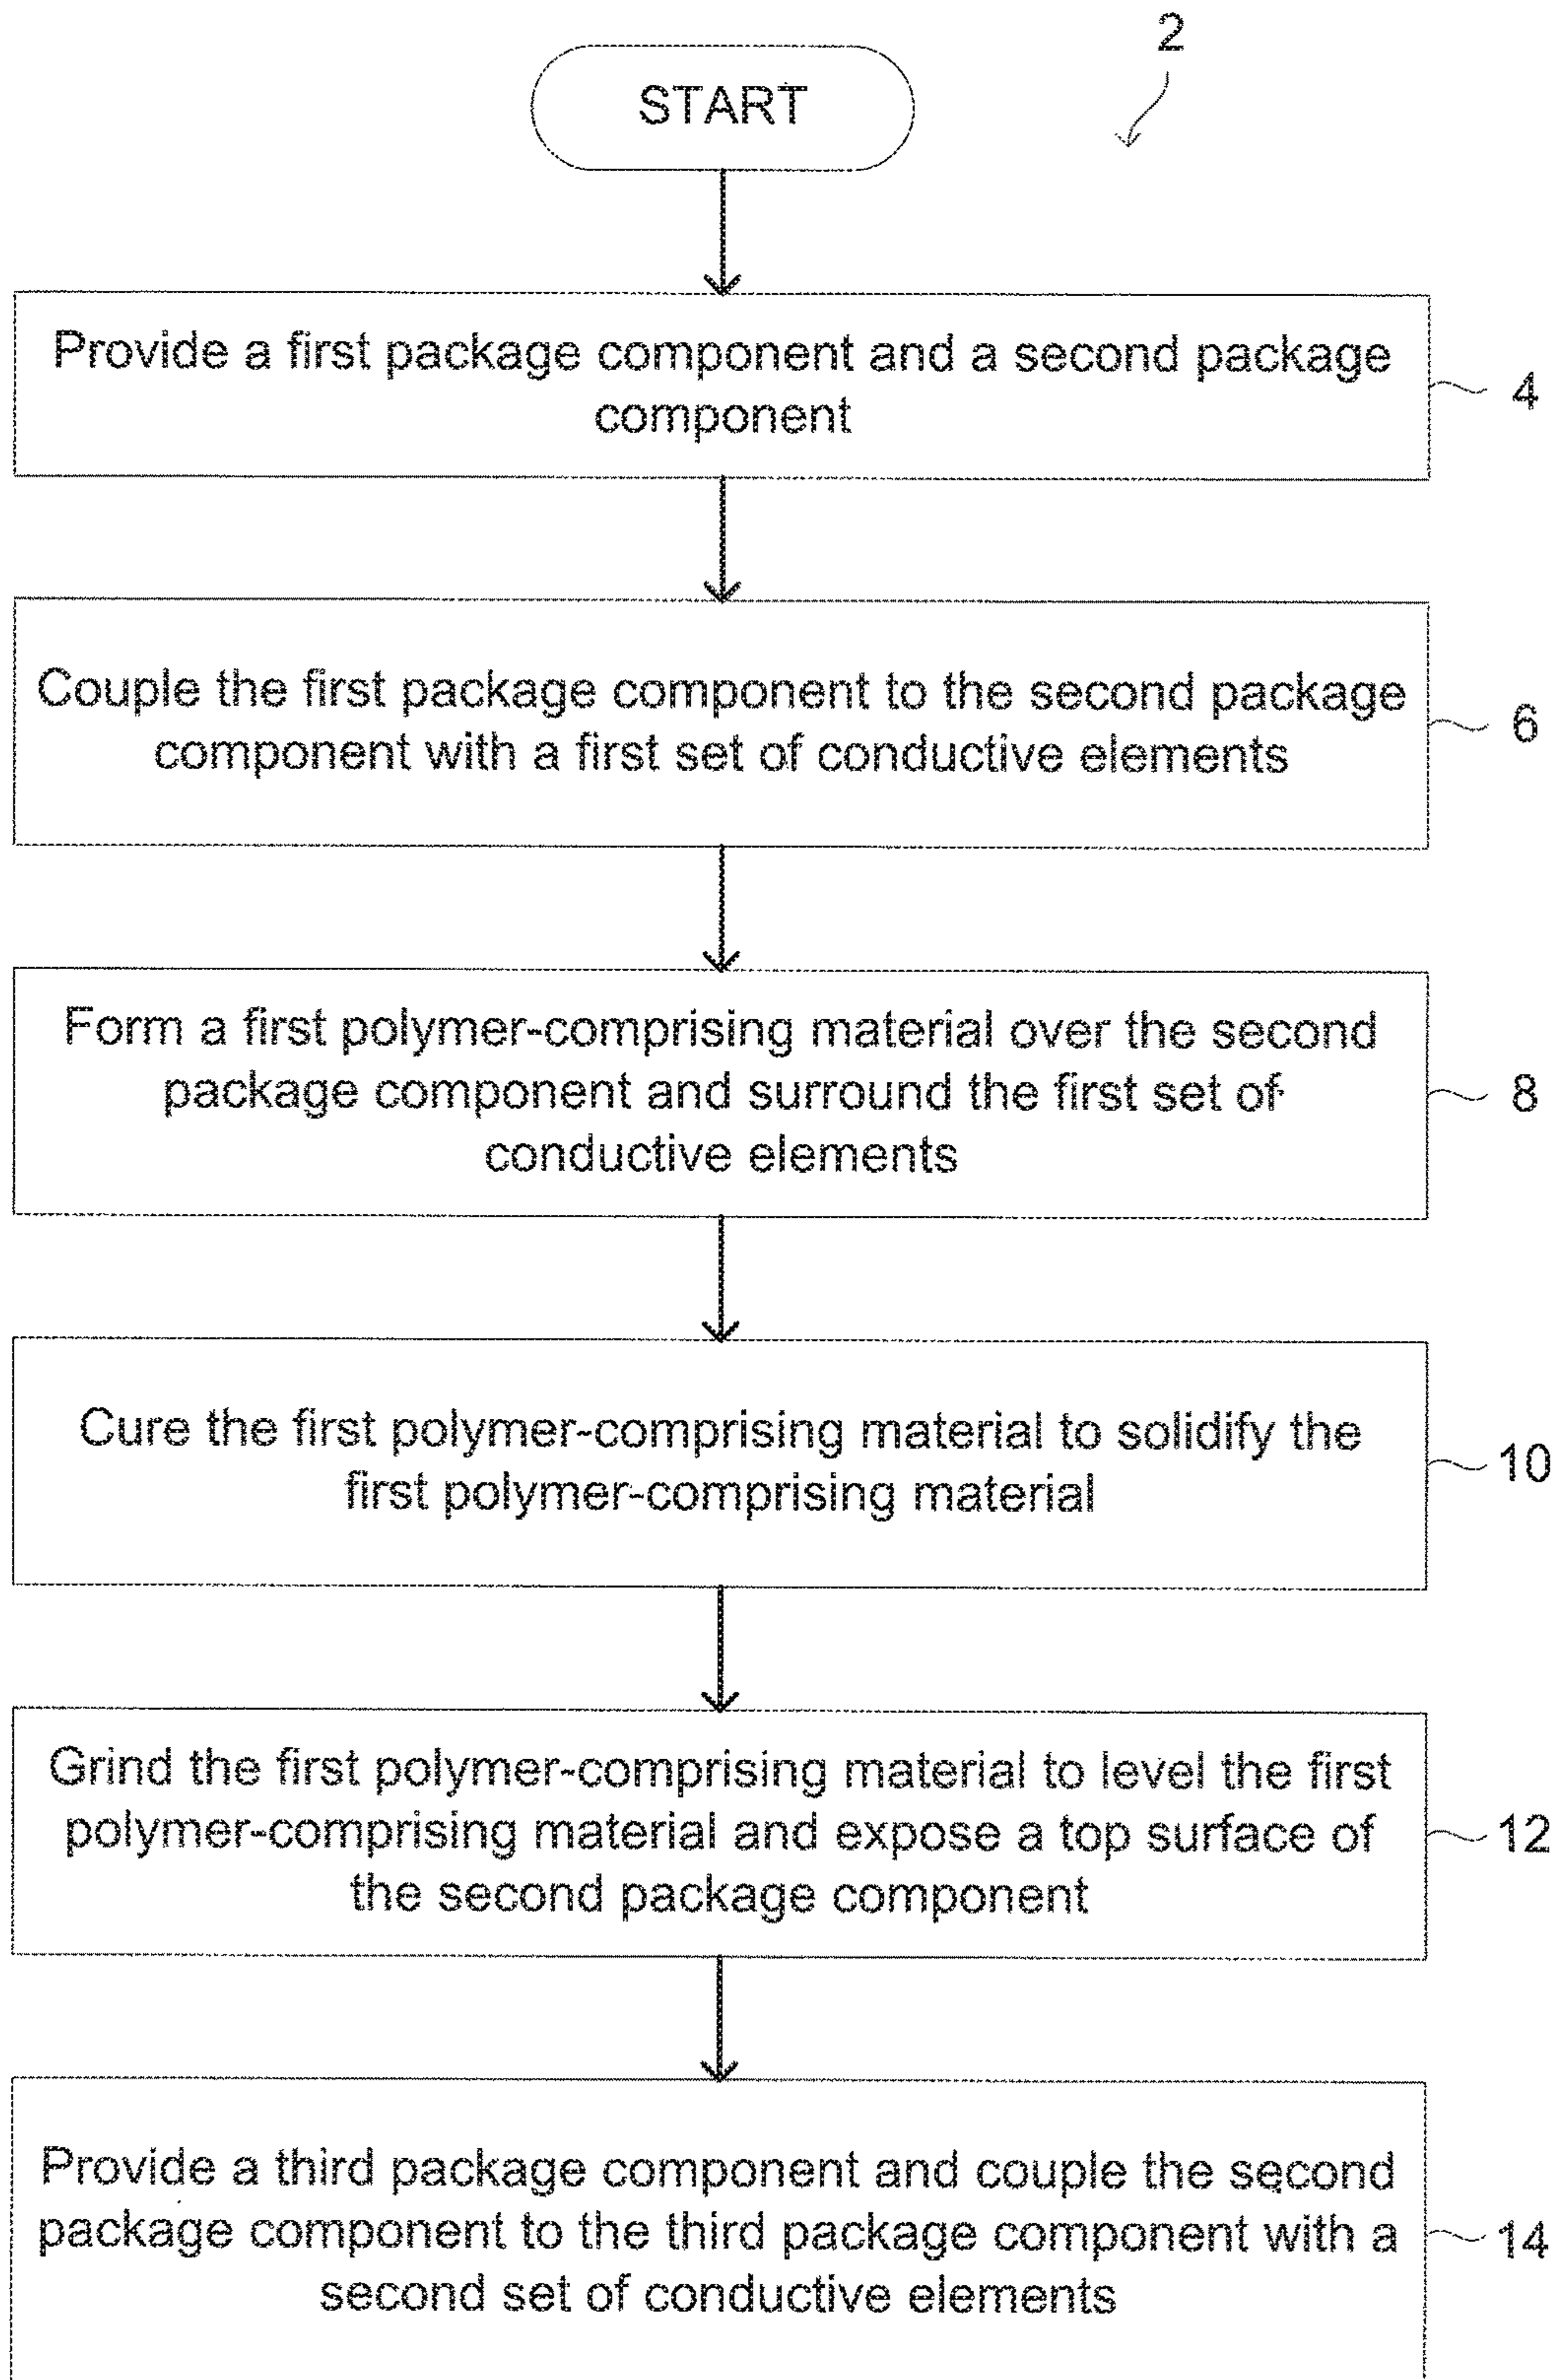 2
START
Provide a first package component and a second package
component
4
Couple the first package component to the second package
component with a first set of conductive elements
6
Form a first polymer-comprising material over the second
package component and surround the first set of
conductive elements
8
Cure the first polymer-comprising material to solidify the
first polymer-comprising material
10
Grind the first polymer-comprising material to level the first
polymer-comprising material and expose a top surface of
the second package component
12
Provide a third package component and couple the second
package component to the third package component with a
second set of conductive elements
14